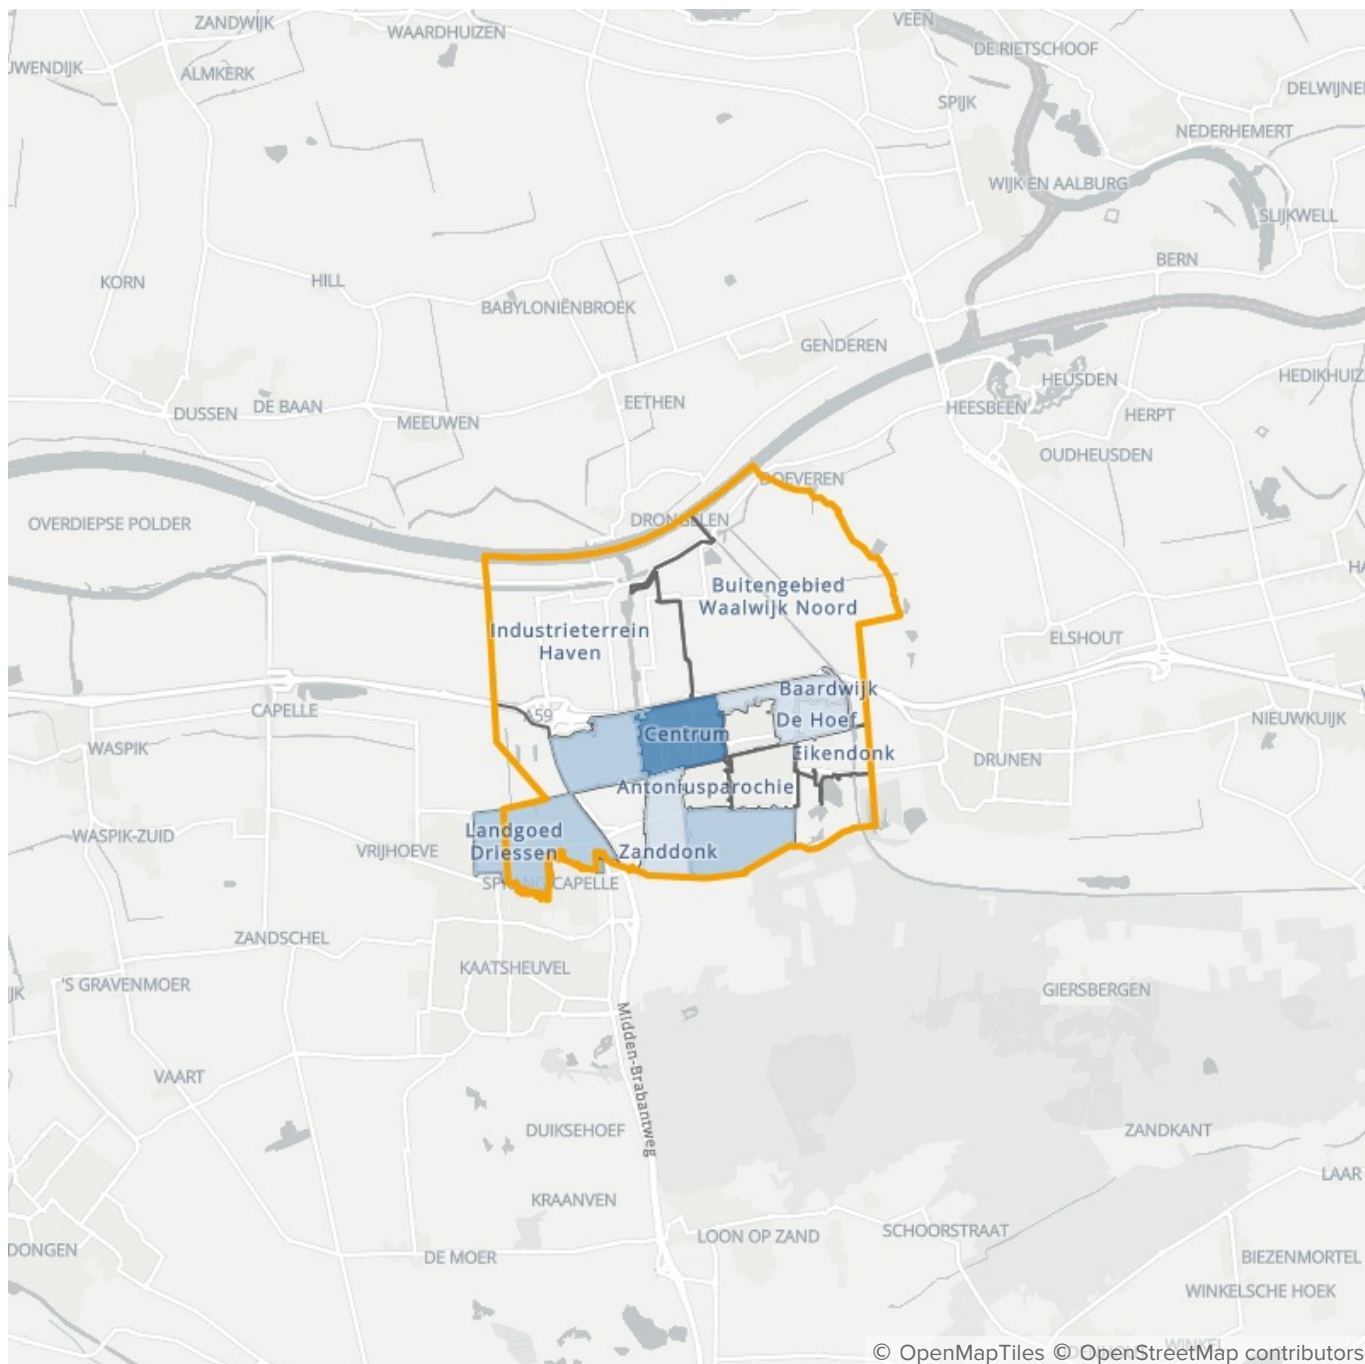 ZANDWIJK
WAARDHUIZEN
VEEN
DE RIETSCHOOF
UWENDIJK
ALMKERK
DELWIJNE
SPIJK
NEDERHEMERT
WIJK EN AALBURG
SLIJKWELL
KORN
HILL
BERN
BABYLONIËNBROEK
GENDEREN
HEUSDEN
HEDIKHUIZ
DUSSEN
DE BAAN
EETHEN
HEESBEEN
HERPT
MEEUWEN
OUDHEUSDEN
DOEVEREN
OVERDIEPSE POLDER
DRONGELEN
HA
Buitengebied
Waalwijk Noord
Industrieterrein
Haven
ELSHOUT
Baardwijk
CAPELLE
A59
De Hoef
NIEUWKUIJK
WASPIK
Centrum
Eikendonk
DRUNEN
Antoniusparochie
WASPIK-ZUID
VRIJHOEVE
Landgoed
Driessen
Zanddonk
SPRANG CAPELLE
ZANDSCHEL
KAATSHEUVEL
'S GRAVENMOER
JK
GIERSBERGEN
Midden-Brabantweg
VAART
DUIKSEHOEF
ZANDKANT
LAAR
KRAANVEN
LOON OP ZAND
SCHOORSTRAAT
DONGEN
DE MOER
BIEZENMORTEL
WINKELSCHE HOEK
© OpenMapTiles © OpenStreetMap contributors